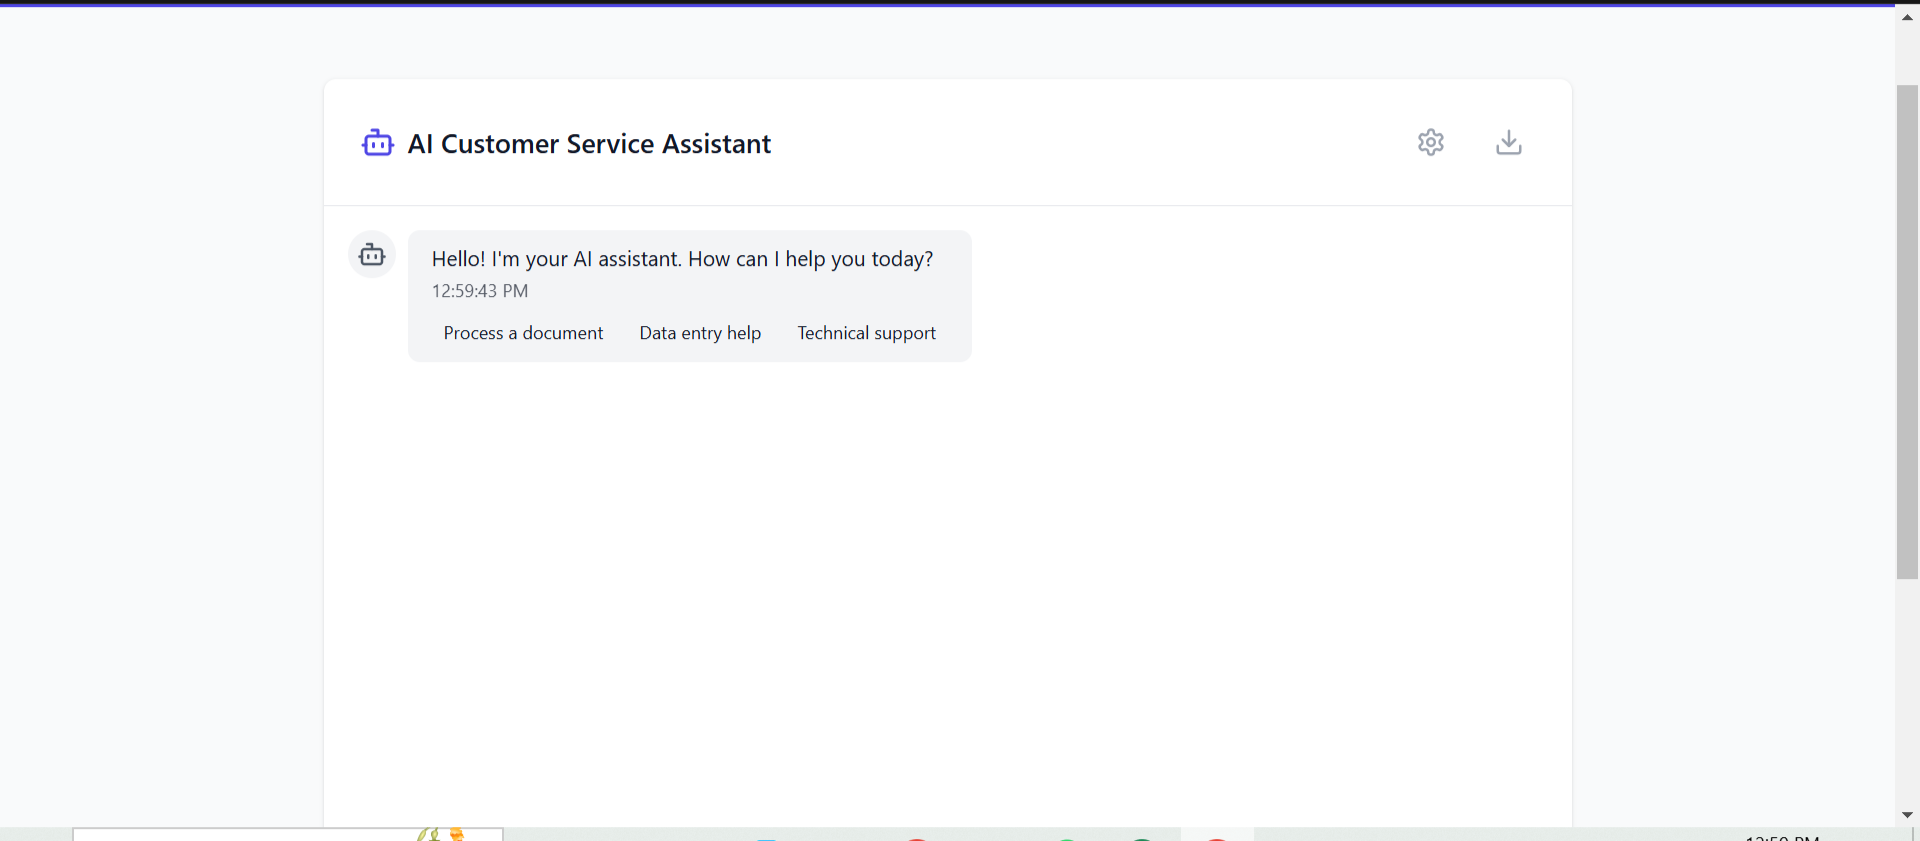 AI Customer Service Assistant
Hello! I'm your AI assistant. How can I help you today?
12:59:43 PM
Process a document Data entry help Technical support